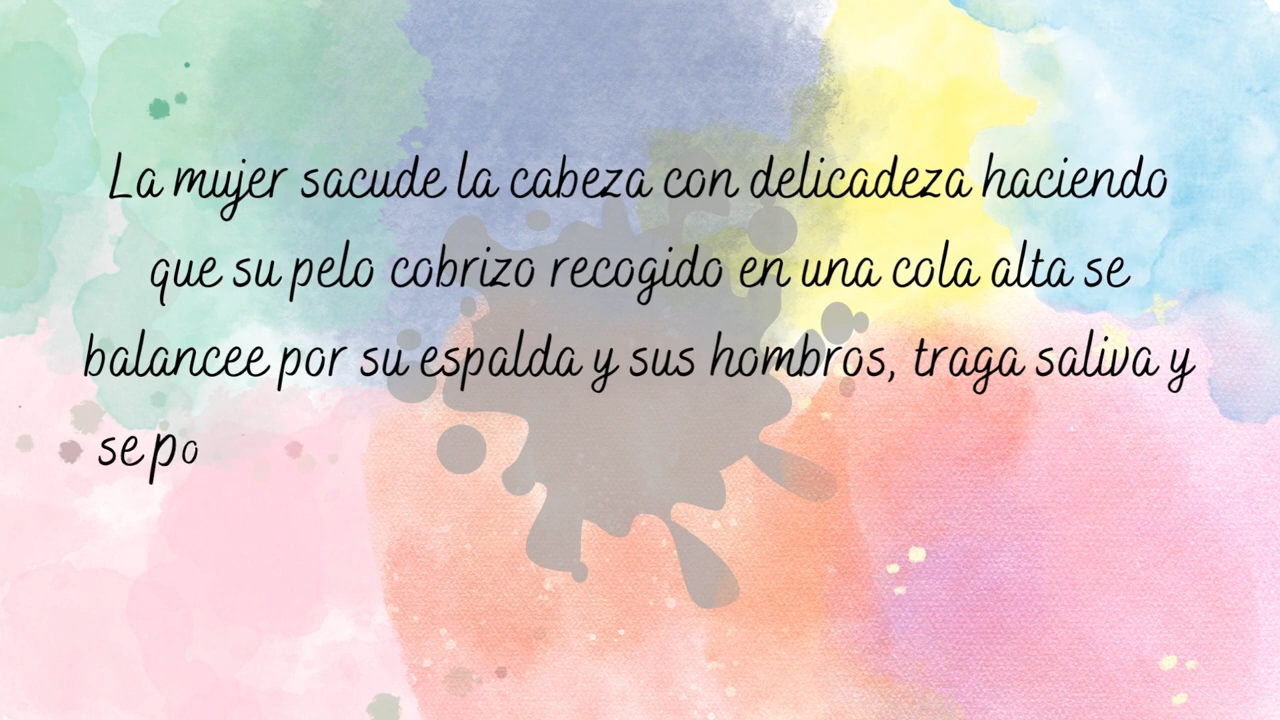 La mujer sacude la cabeza con delicadeza haciendo
que su pelo cobrizo recogido en una cola alta se
balancee por su espalda y sus hombros, traga saliva y
se po